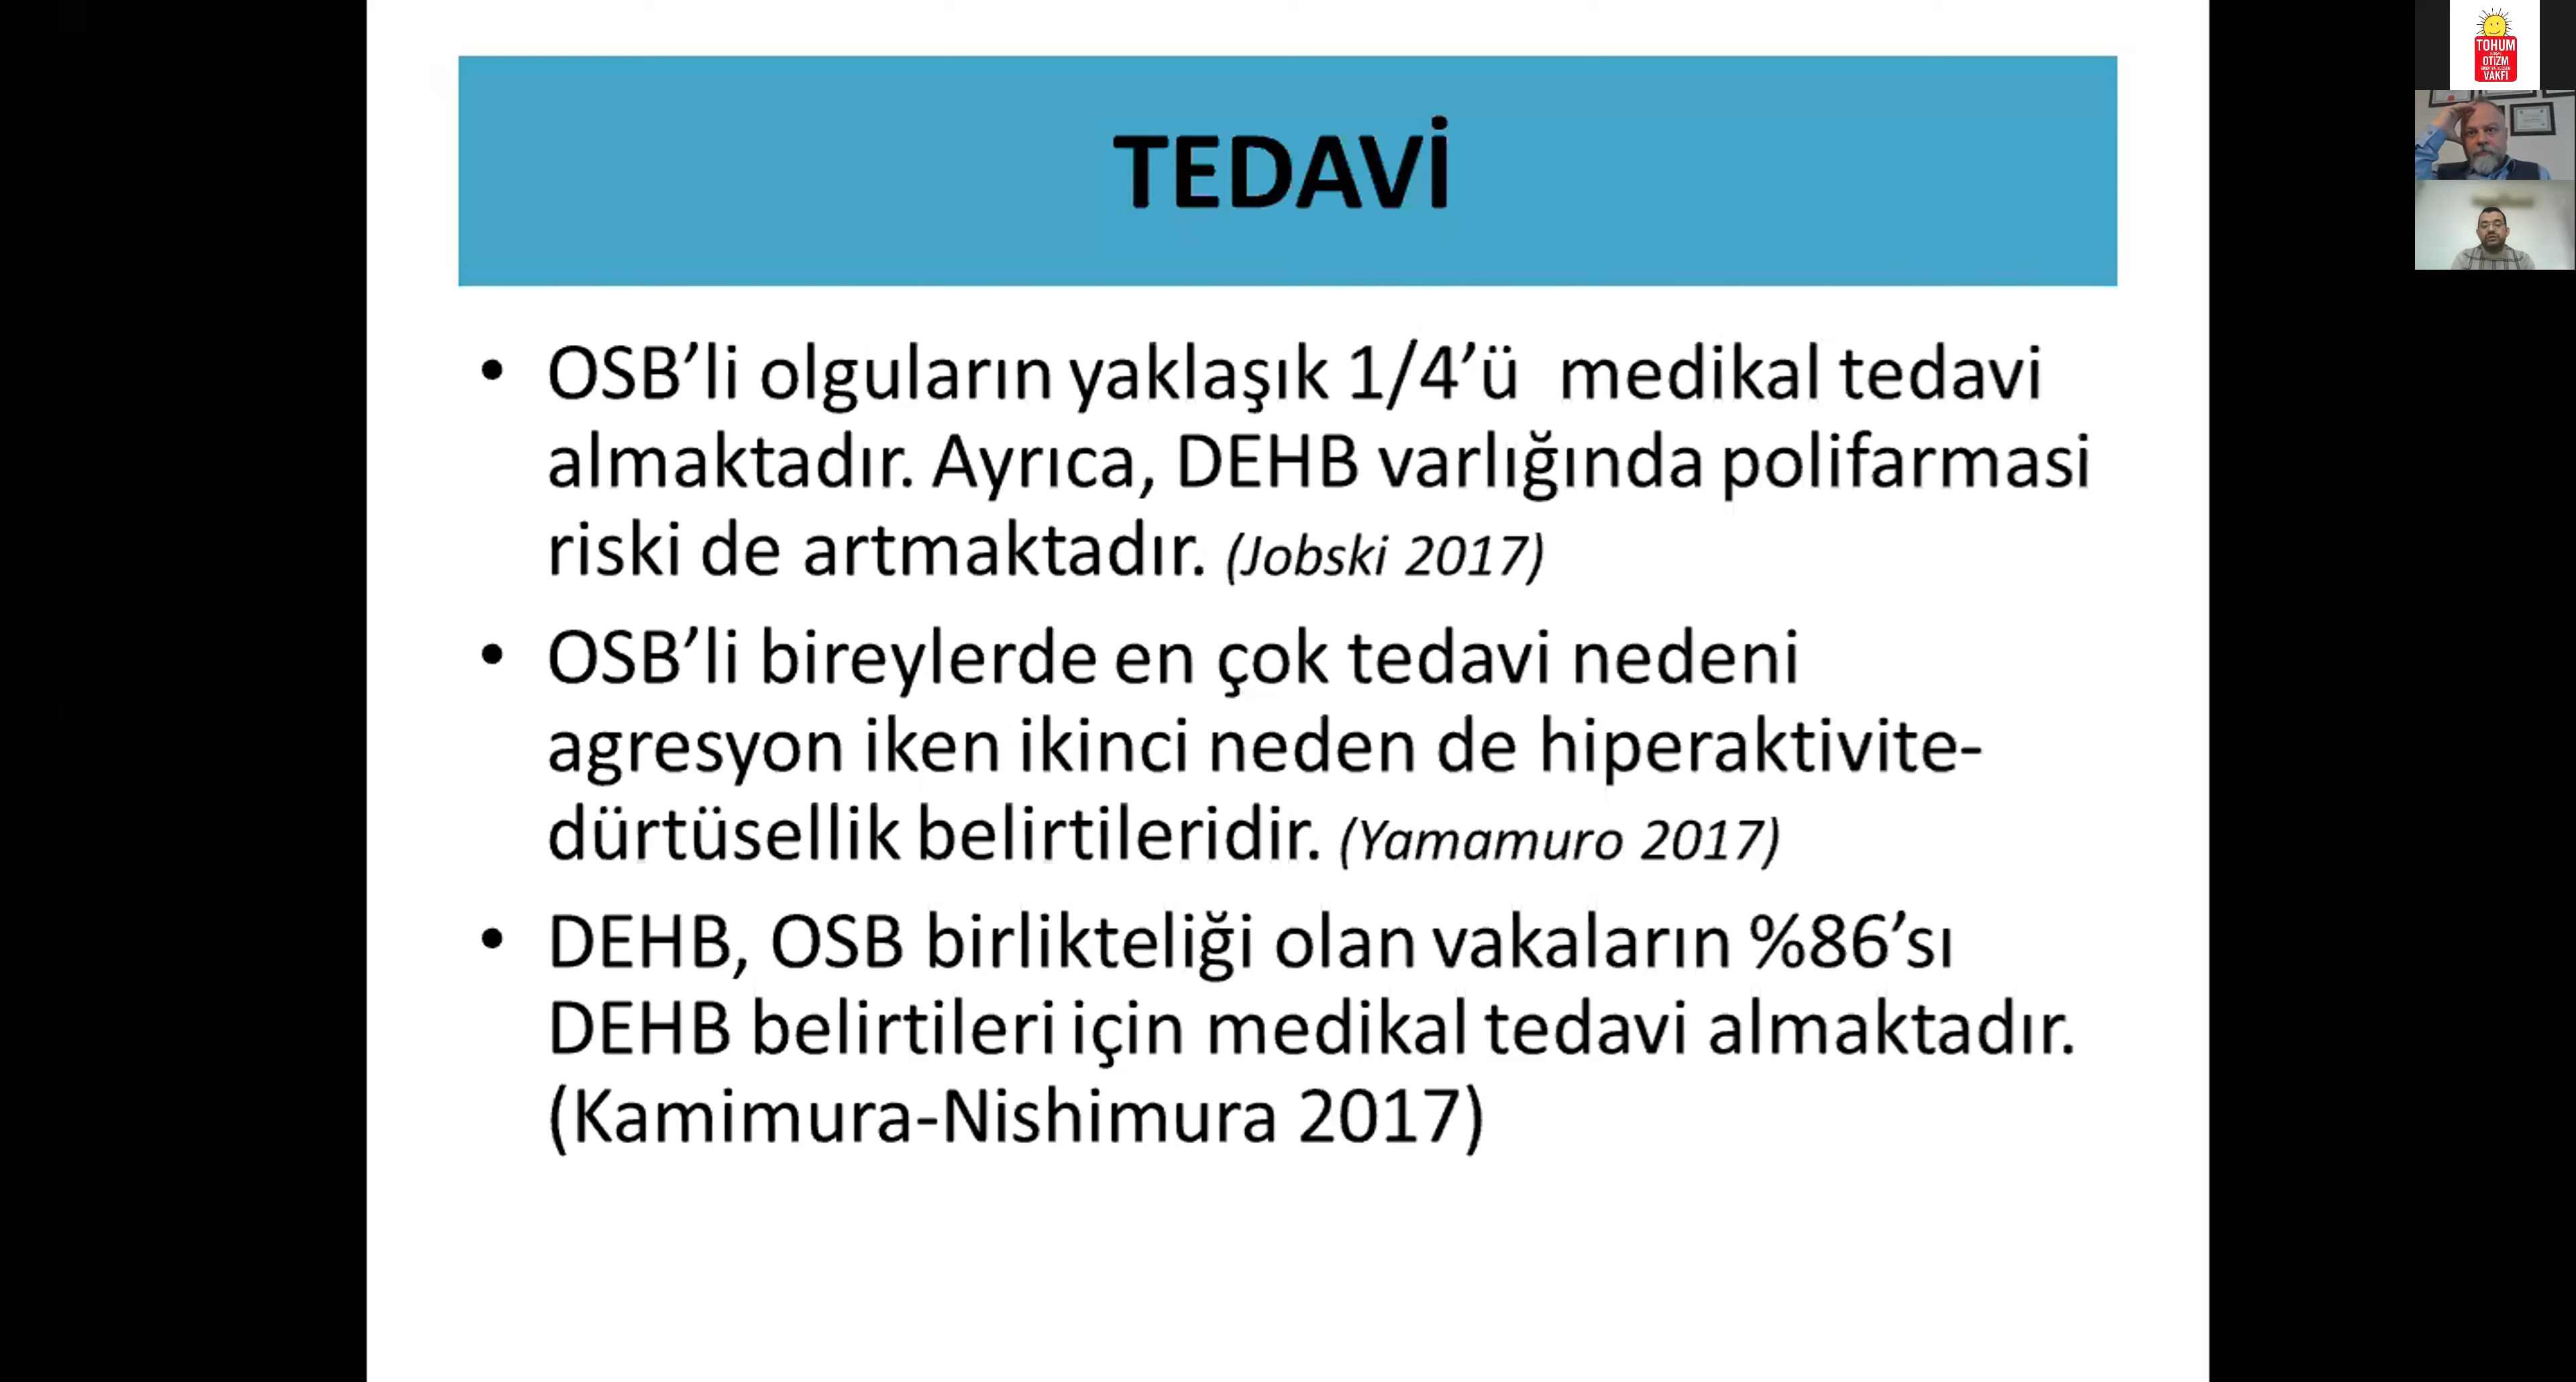 TEDAVİ
• OSB’li olguların yaklaşık 1/4’ü medikal tedavi
almaktadır. Ayrıca, DEHB varlığında polifarmasi
riski de artmaktadır. (Jobski 2017)
• OSB’li bireylerde en çok tedavi nedeni
agresyon iken ikinci neden de hiperaktivite-
dürtüsellik belirtileridir. (Yamamuro 2017)
• DEHB, OSB birlikteliği olan vakaların %86’sı
DEHB belirtileri için medikal tedavi almaktadır.
(Kamimura-Nishimura 2017)
TOHUM
OTİZM
VAKFI